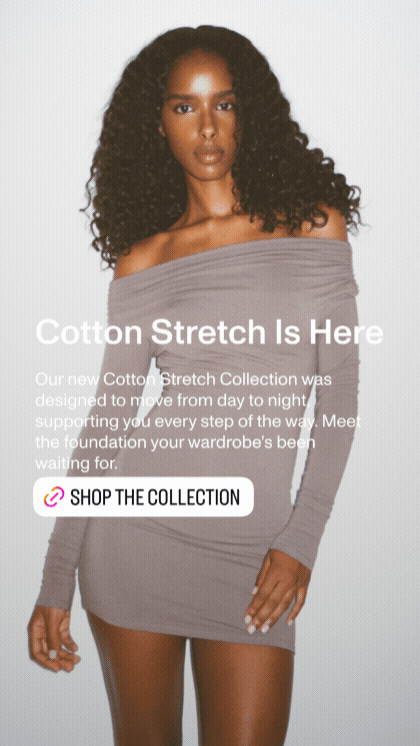 Cotton Stretch Is Here
Our new Cotton Stretch Collection was
designed to move from day to night,
supporting you every step of the way. Meet
the foundation your wardrobe's been
waiting for.
SHOP THE COLLECTION